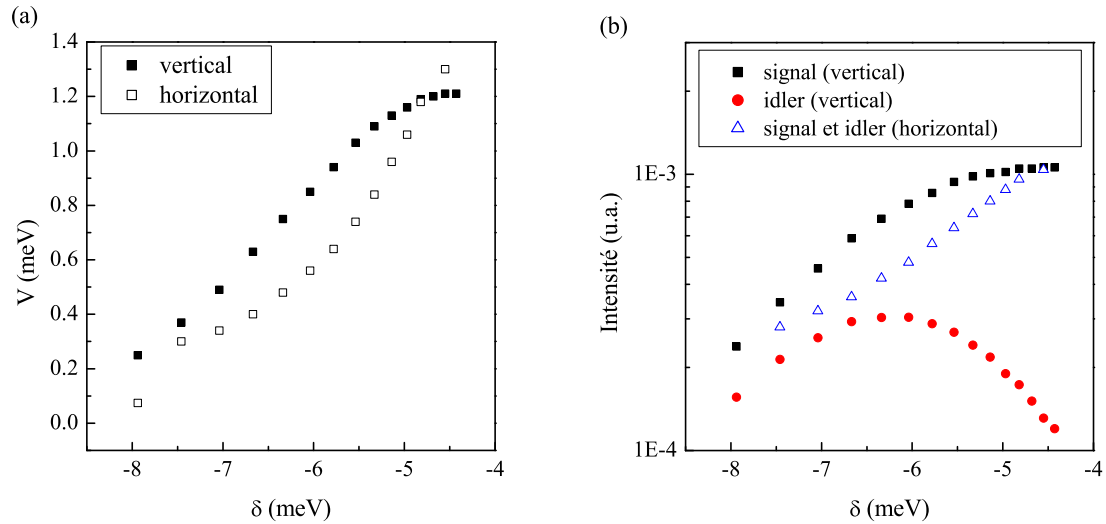 (a)
1.4
1.2
1.0
0.8
0.6
0.4
0.2
0.0
V (meV)
vertical
horizontal
-8
-7
-6
-5
-4
δ (meV)
(b)
signal (vertical)
idler (vertical)
signal et idler (horizontal)
1E-3
1E-4
Intensité (u.a.)
-8
-7
-6
-5
-4
δ (meV)